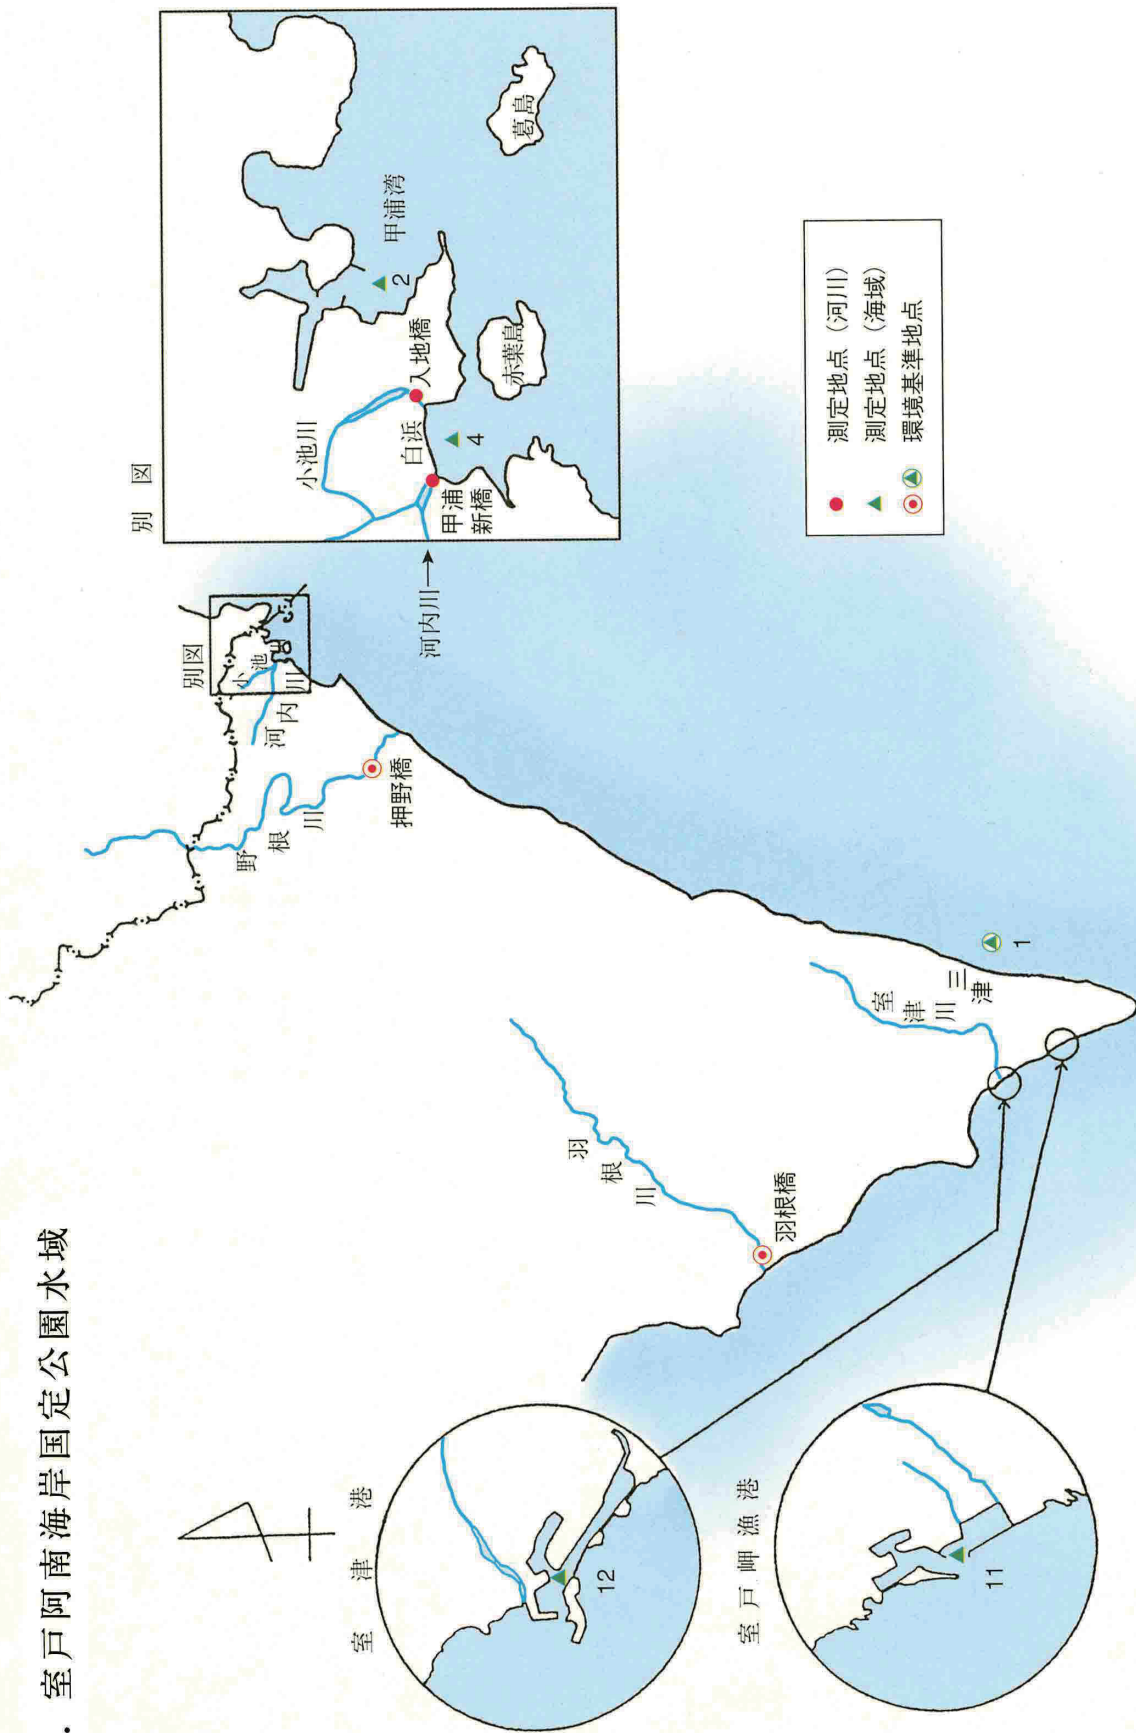 ．室戸阿南海岸国定公園水域
別　図
小池川
入地橋
白浜
甲浦
新橋
河内川→
甲浦湾
2
4
赤葉島
葛島
別図
小池川
河内川
野根川
押野橋
羽根川
羽根橋
室津川
三津
1
室　津　港
12
室戸岬漁港
11
測定地点（河川）
測定地点（海域）
環境基準地点